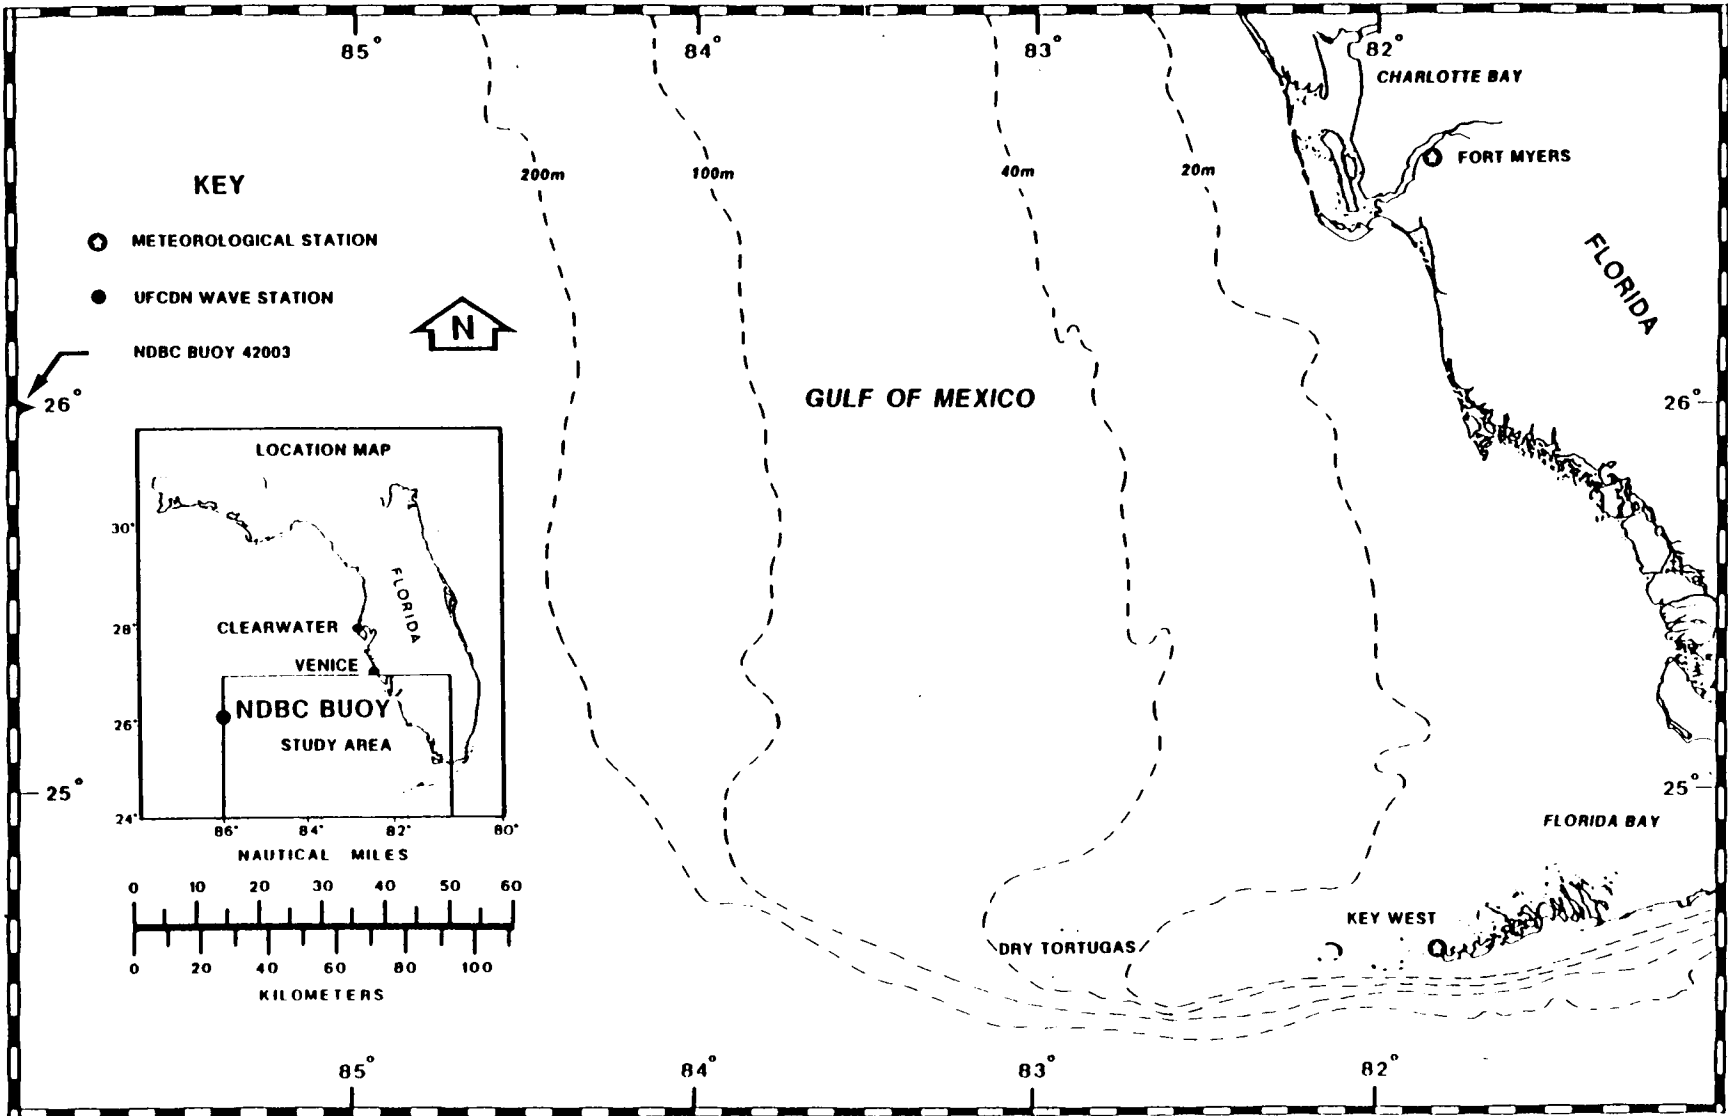 85°
84°
83°
82°
CHARLOTTE BAY
FORT MYERS
200m
100m
40m
20m
KEY
METEOROLOGICAL STATION
UFCDN WAVE STATION
NDBC BUOY 42003
N
FLORIDA
26°
GULF OF MEXICO
26°
LOCATION MAP
30°
FLORIDA
28°
CLEARWATER
VENICE
26°
NDBC BUOY
STUDY AREA
24°
86°
84°
82°
80°
25°
25°
FLORIDA BAY
NAUTICAL MILES
0 10 20 30 40 50 60
0 20 40 60 80 100
KILOMETERS
KEY WEST
DRY TORTUGAS
85°
84°
83°
82°